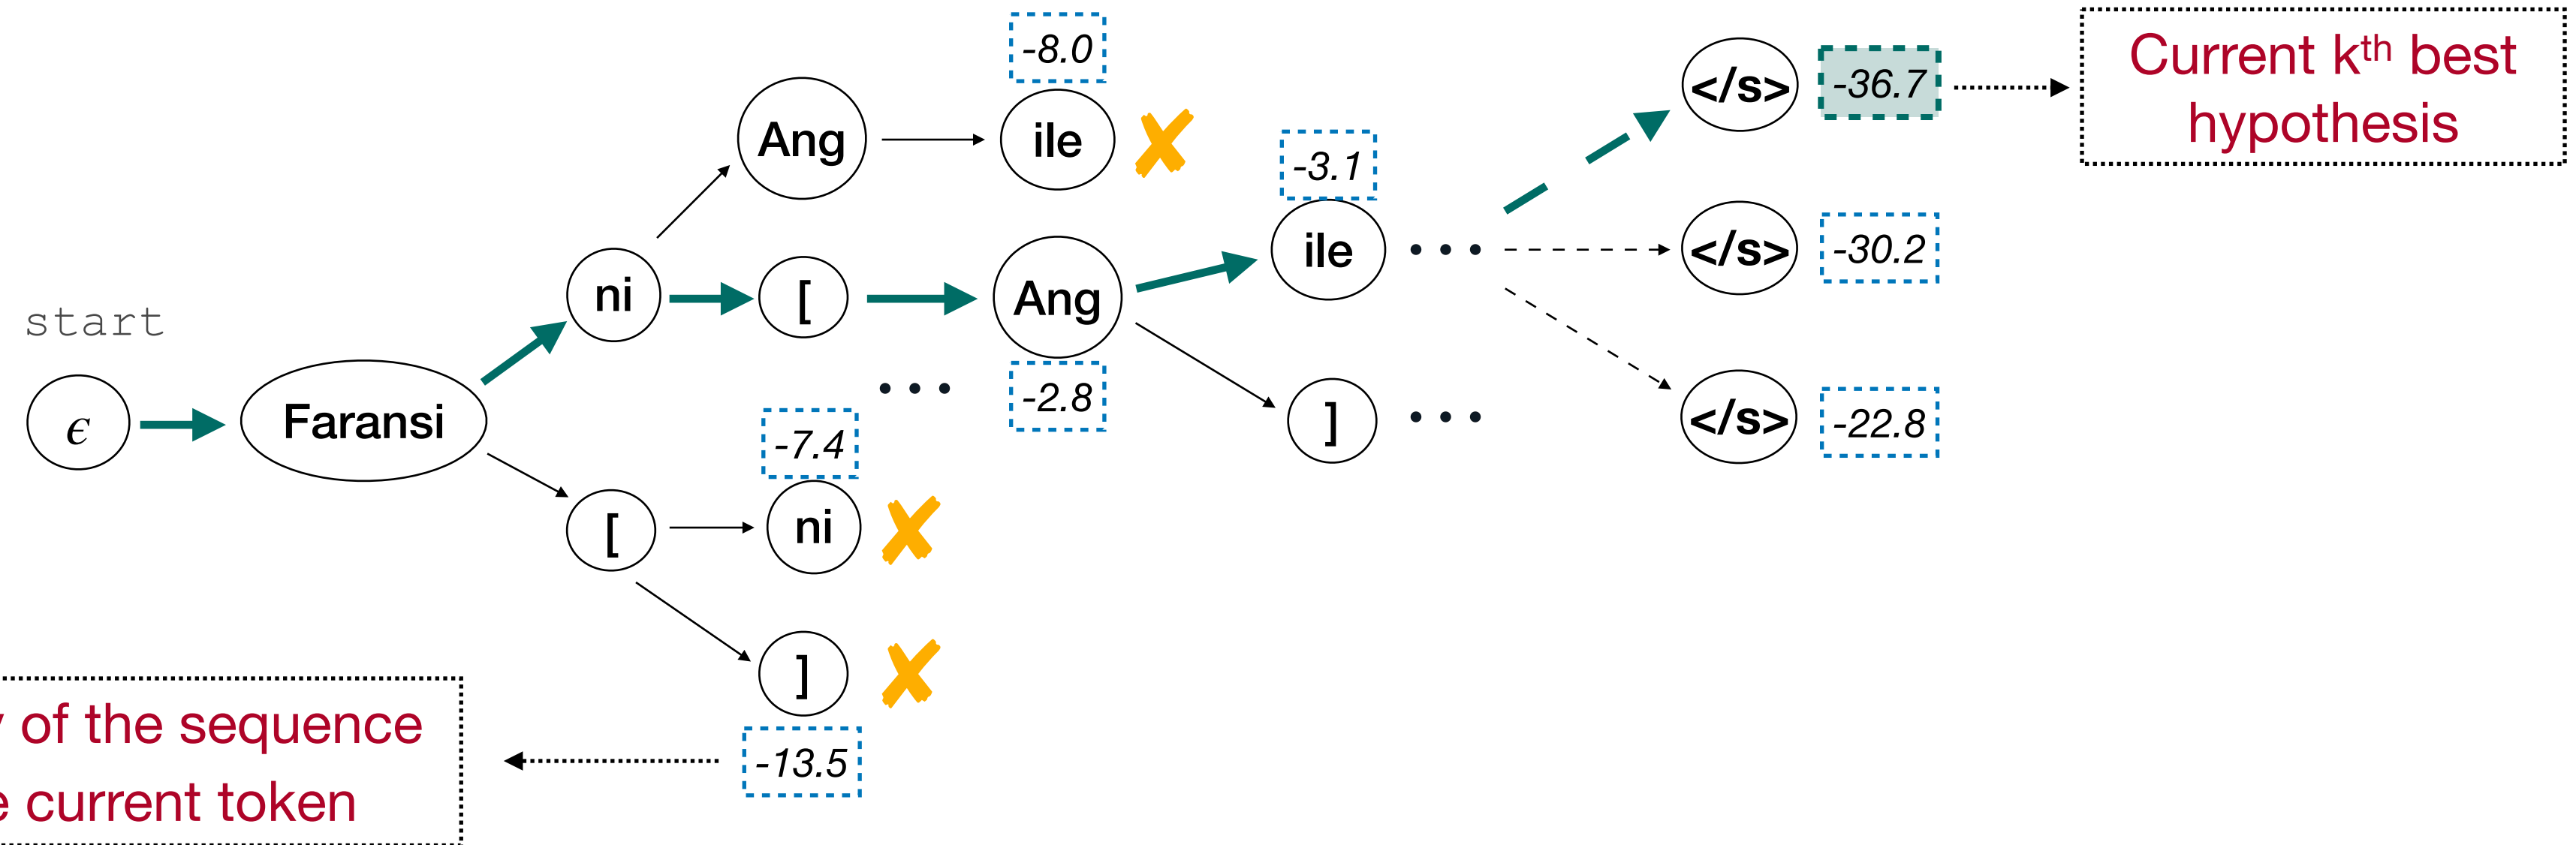 -8.0
</s>
-36.7
Current kth best
hypothesis
Ang
ile
✘
-3.1
ile
• • •
</s>
-30.2
ni
[
Ang
start
• • •
-2.8
]
• • •
</s>
-22.8
ϵ
Faransi
-7.4
[
ni
✘
]
✘
of the sequence
current token
-13.5